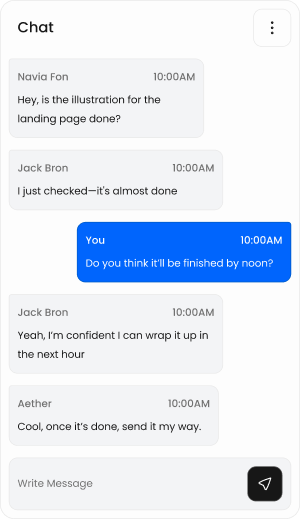 Chat
Navia Fon 10:00AM
Hey, is the illustration for the
landing page done?
Jack Bron 10:00AM
I just checked—it's almost done
You 10:00AM
Do you think it’ll be finished by noon?
Jack Bron 10:00AM
Yeah, I’m confident I can wrap it up in
the next hour
Aether 10:00AM
Cool, once it’s done, send it my way.
Write Message